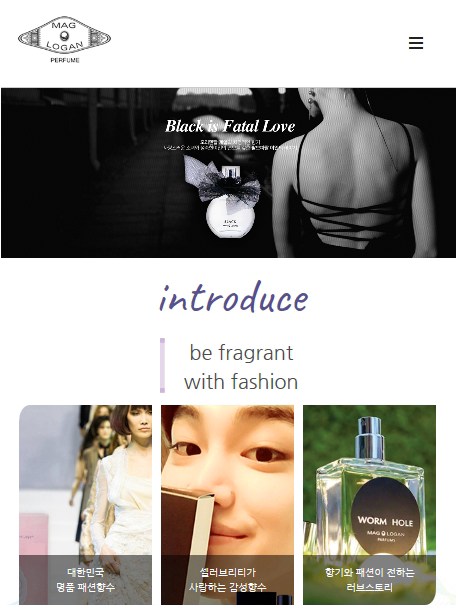 MAG
LOGAN
PERFUME
Black is Fatal Love
BLACK
introduce
be fragrant
with fashion
WORM HOLE
MAG LOGAN
PERFUME
대한민국
명품 패션향수
셀러브리티가
사랑하는 감성향수
향기와 패션이 전하는
러브스토리